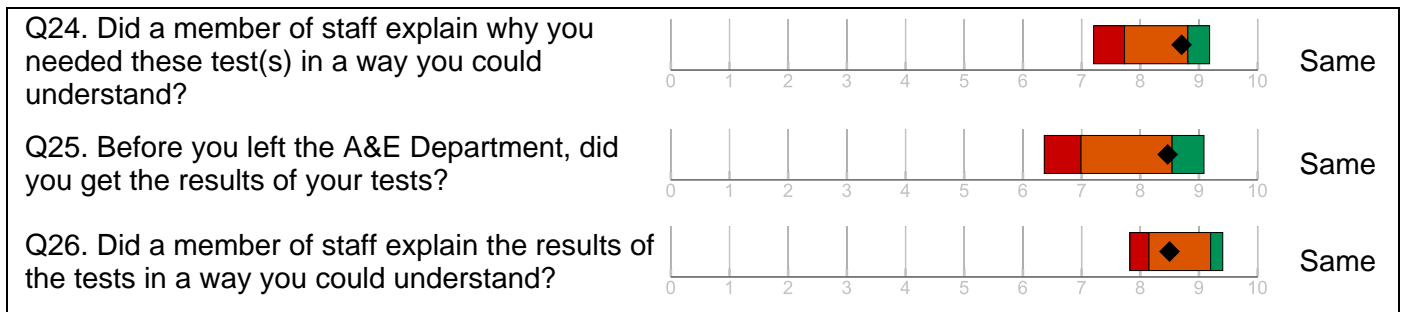 Q24. Did a member of staff explain why you
needed these test(s) in a way you could
understand?
0 1 2 3 4 5 6 7 8 9 10
Same
Q25. Before you left the A&E Department, did
you get the results of your tests?
0 1 2 3 4 5 6 7 8 9 10
Same
Q26. Did a member of staff explain the results of
the tests in a way you could understand?
0 1 2 3 4 5 6 7 8 9 10
Same